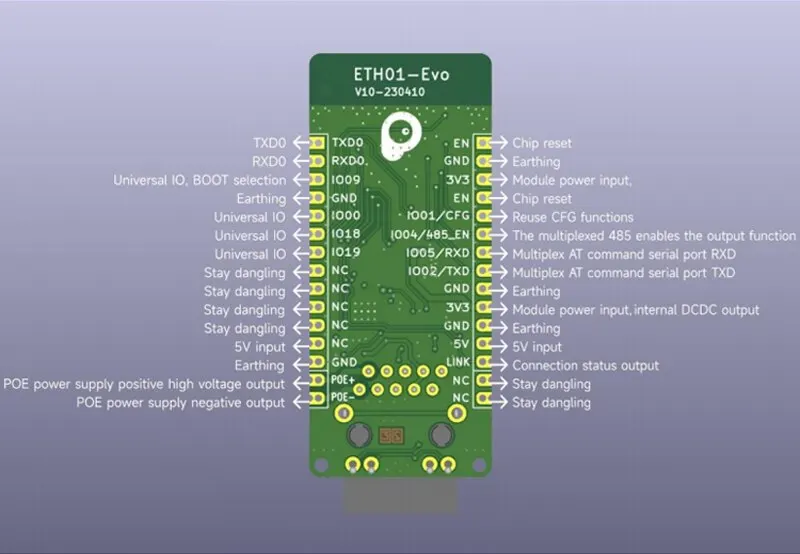 ETH01-Evo
V10-230410
TXD0 TXD0 EN Chip reset
RXD0 RXD0 GND Earthing
Universal IO, BOOT selection IO09 3V3 Module power input,
Earthing GND EN Chip reset
Universal IO IO00 IO01/CFG Reuse CFG functions
Universal IO IO18 IO04/485_EN The multiplexed 485 enables the output function
Universal IO IO19 IO05/RXD Multiplex AT command serial port RXD
Stay dangling NC IO02/TXD Multiplex AT command serial port TXD
Stay dangling NC GND Earthing
Stay dangling NC 3V3 Module power input, internal DCDC output
Stay dangling NC GND Earthing
5V input NC 5V 5V input
Earthing GND LINK Connection status output
POE power supply positive high voltage output POE+ NC Stay dangling
POE power supply negative output POE- NC Stay dangling